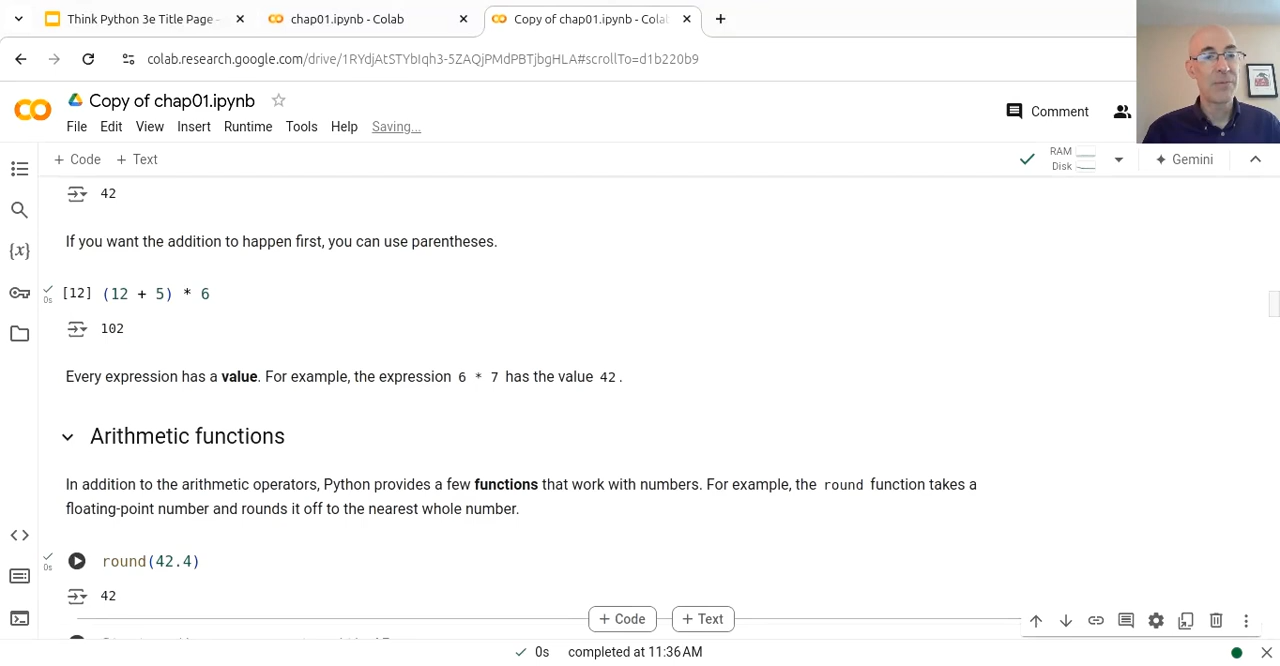 Think Python 3e Title Page -
chap01.ipynb - Colab
Copy of chap01.ipynb - Cola
colab.research.google.com/drive/1RYdjAtSTYbIqh3-5ZAQjPMdPBTjbgHLA#scrollTo=d1b220b9
Copy of chap01.ipynb
File Edit View Insert Runtime Tools Help Saving...
Comment
+ Code + Text
RAM
Disk
Gemini
42
If you want the addition to happen first, you can use parentheses.
0s
[12] (12 + 5) * 6
102
Every expression has a value. For example, the expression 6 * 7 has the value 42.
Arithmetic functions
In addition to the arithmetic operators, Python provides a few functions that work with numbers. For example, the round function takes a
floating-point number and rounds it off to the nearest whole number.
0s
round(42.4)
42
+ Code + Text
0s completed at 11:36 AM